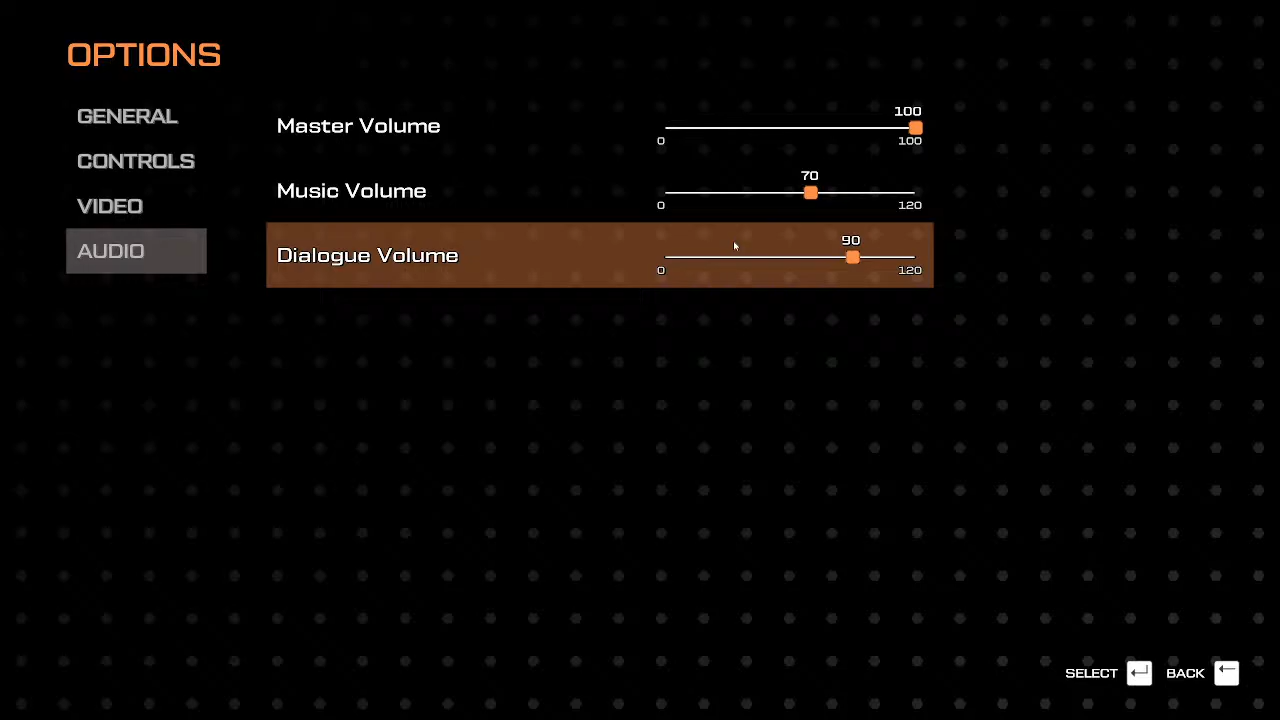 OPTIONS
GENERAL
CONTROLS
VIDEO
AUDIO
Master Volume
100
0
100
Music Volume
70
0
120
Dialogue Volume
90
0
120
SELECT
BACK